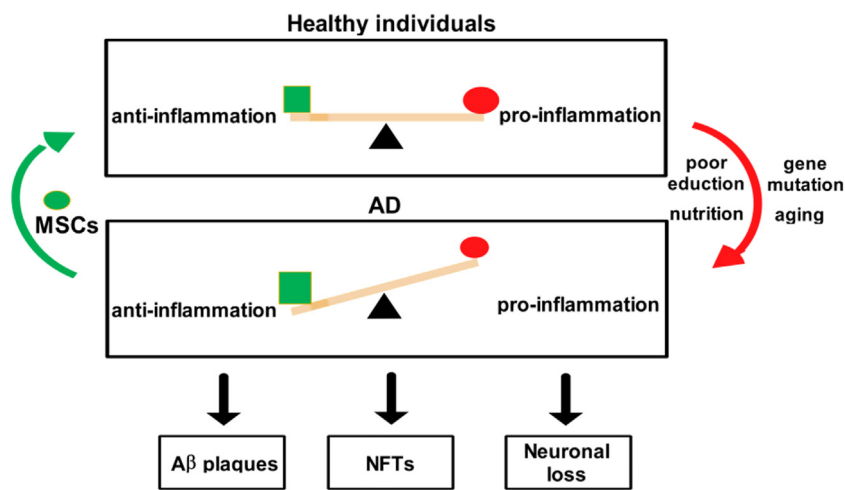 Healthy individuals
anti-inflammation
pro-inflammation
poor
eduction
nutrition
gene
mutation
aging
MSCs
AD
anti-inflammation
pro-inflammation
Aβ plaques
NFTs
Neuronal
loss